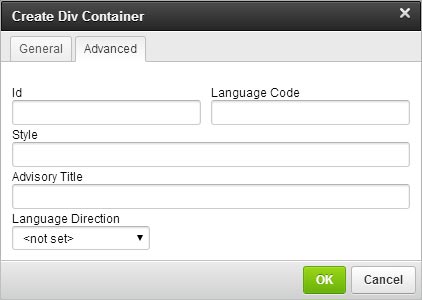 Create Div Container
General Advanced
Id Language Code
Style
Advisory Title
Language Direction
<not set>
OK Cancel